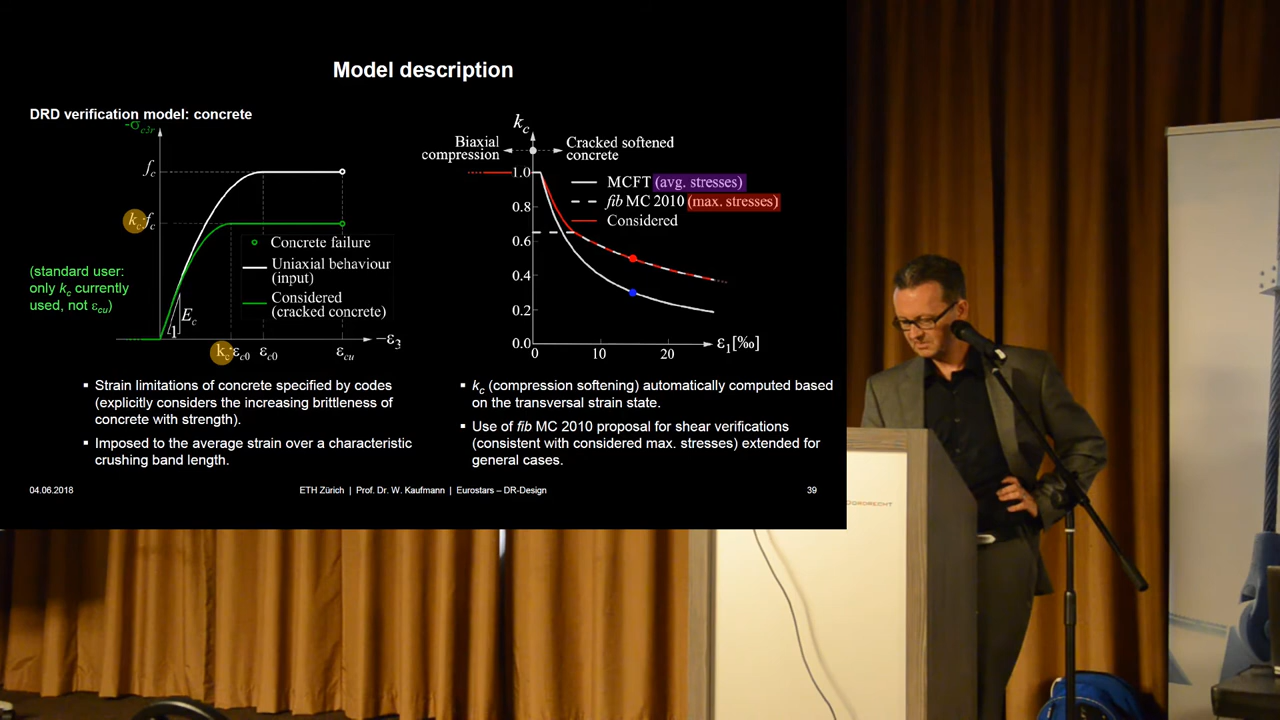 Model description
DRD verification model: concrete
-σc3r
fc
kc·fc
(standard user:
only kc currently
used, not εcu)
Concrete failure
Uniaxial behaviour
(input)
Considered
(cracked concrete)
Ec
1
-ε3
kc·εc0
εc0
εcu
kc
Biaxial
compression
Cracked softened
concrete
1.0
0.8
0.6
0.4
0.2
0.0
MCFT (avg. stresses)
fib MC 2010 (max. stresses)
Considered
0
10
20
ε1[‰]
▪ Strain limitations of concrete specified by codes
(explicitly considers the increasing brittleness of
concrete with strength).
▪ Imposed to the average strain over a characteristic
crushing band length.
▪ kc (compression softening) automatically computed based
on the transversal strain state.
▪ Use of fib MC 2010 proposal for shear verifications
(consistent with considered max. stresses) extended for
general cases.
04.06.2018
ETH Zürich | Prof. Dr. W. Kaufmann | Eurostars – DR-Design
39
DORDRECHT